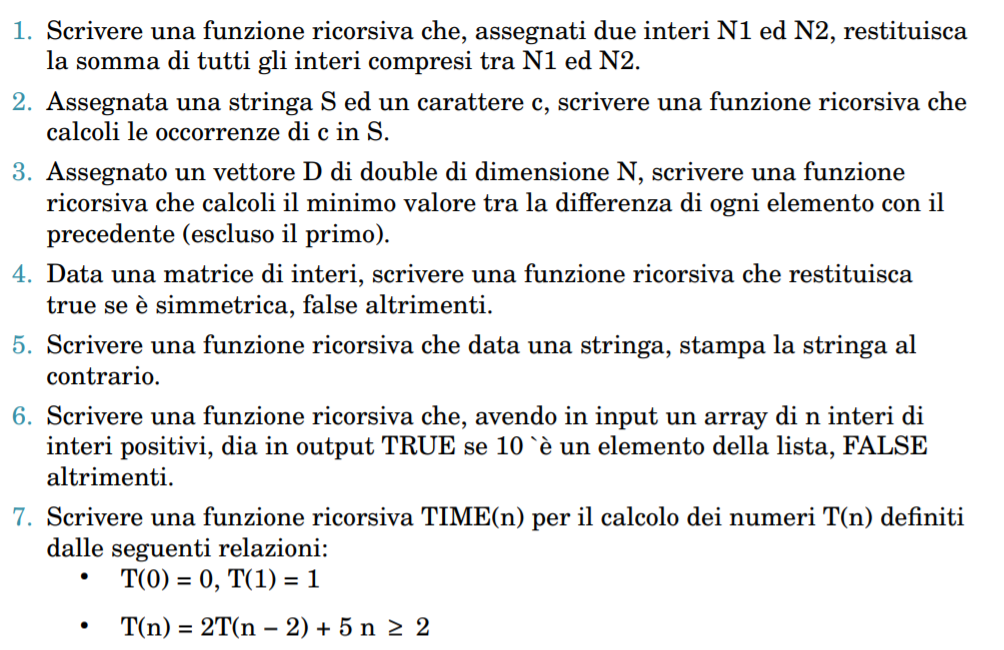 1. Scrivere una funzione ricorsiva che, assegnati due interi N1 ed N2, restituisca
la somma di tutti gli interi compresi tra N1 ed N2.
2. Assegnata una stringa S ed un carattere c, scrivere una funzione ricorsiva che
calcoli le occorrenze di c in S.
3. Assegnato un vettore D di double di dimensione N, scrivere una funzione
ricorsiva che calcoli il minimo valore tra la differenza di ogni elemento con il
precedente (escluso il primo).
4. Data una matrice di interi, scrivere una funzione ricorsiva che restituisca
true se è simmetrica, false altrimenti.
5. Scrivere una funzione ricorsiva che data una stringa, stampa la stringa al
contrario.
6. Scrivere una funzione ricorsiva che, avendo in input un array di n interi di
interi positivi, dia in output TRUE se 10 `è un elemento della lista, FALSE
altrimenti.
7. Scrivere una funzione ricorsiva TIME(n) per il calcolo dei numeri T(n) definiti
dalle seguenti relazioni:
• T(0) = 0, T(1) = 1
• T(n) = 2T(n – 2) + 5 n ≥ 2